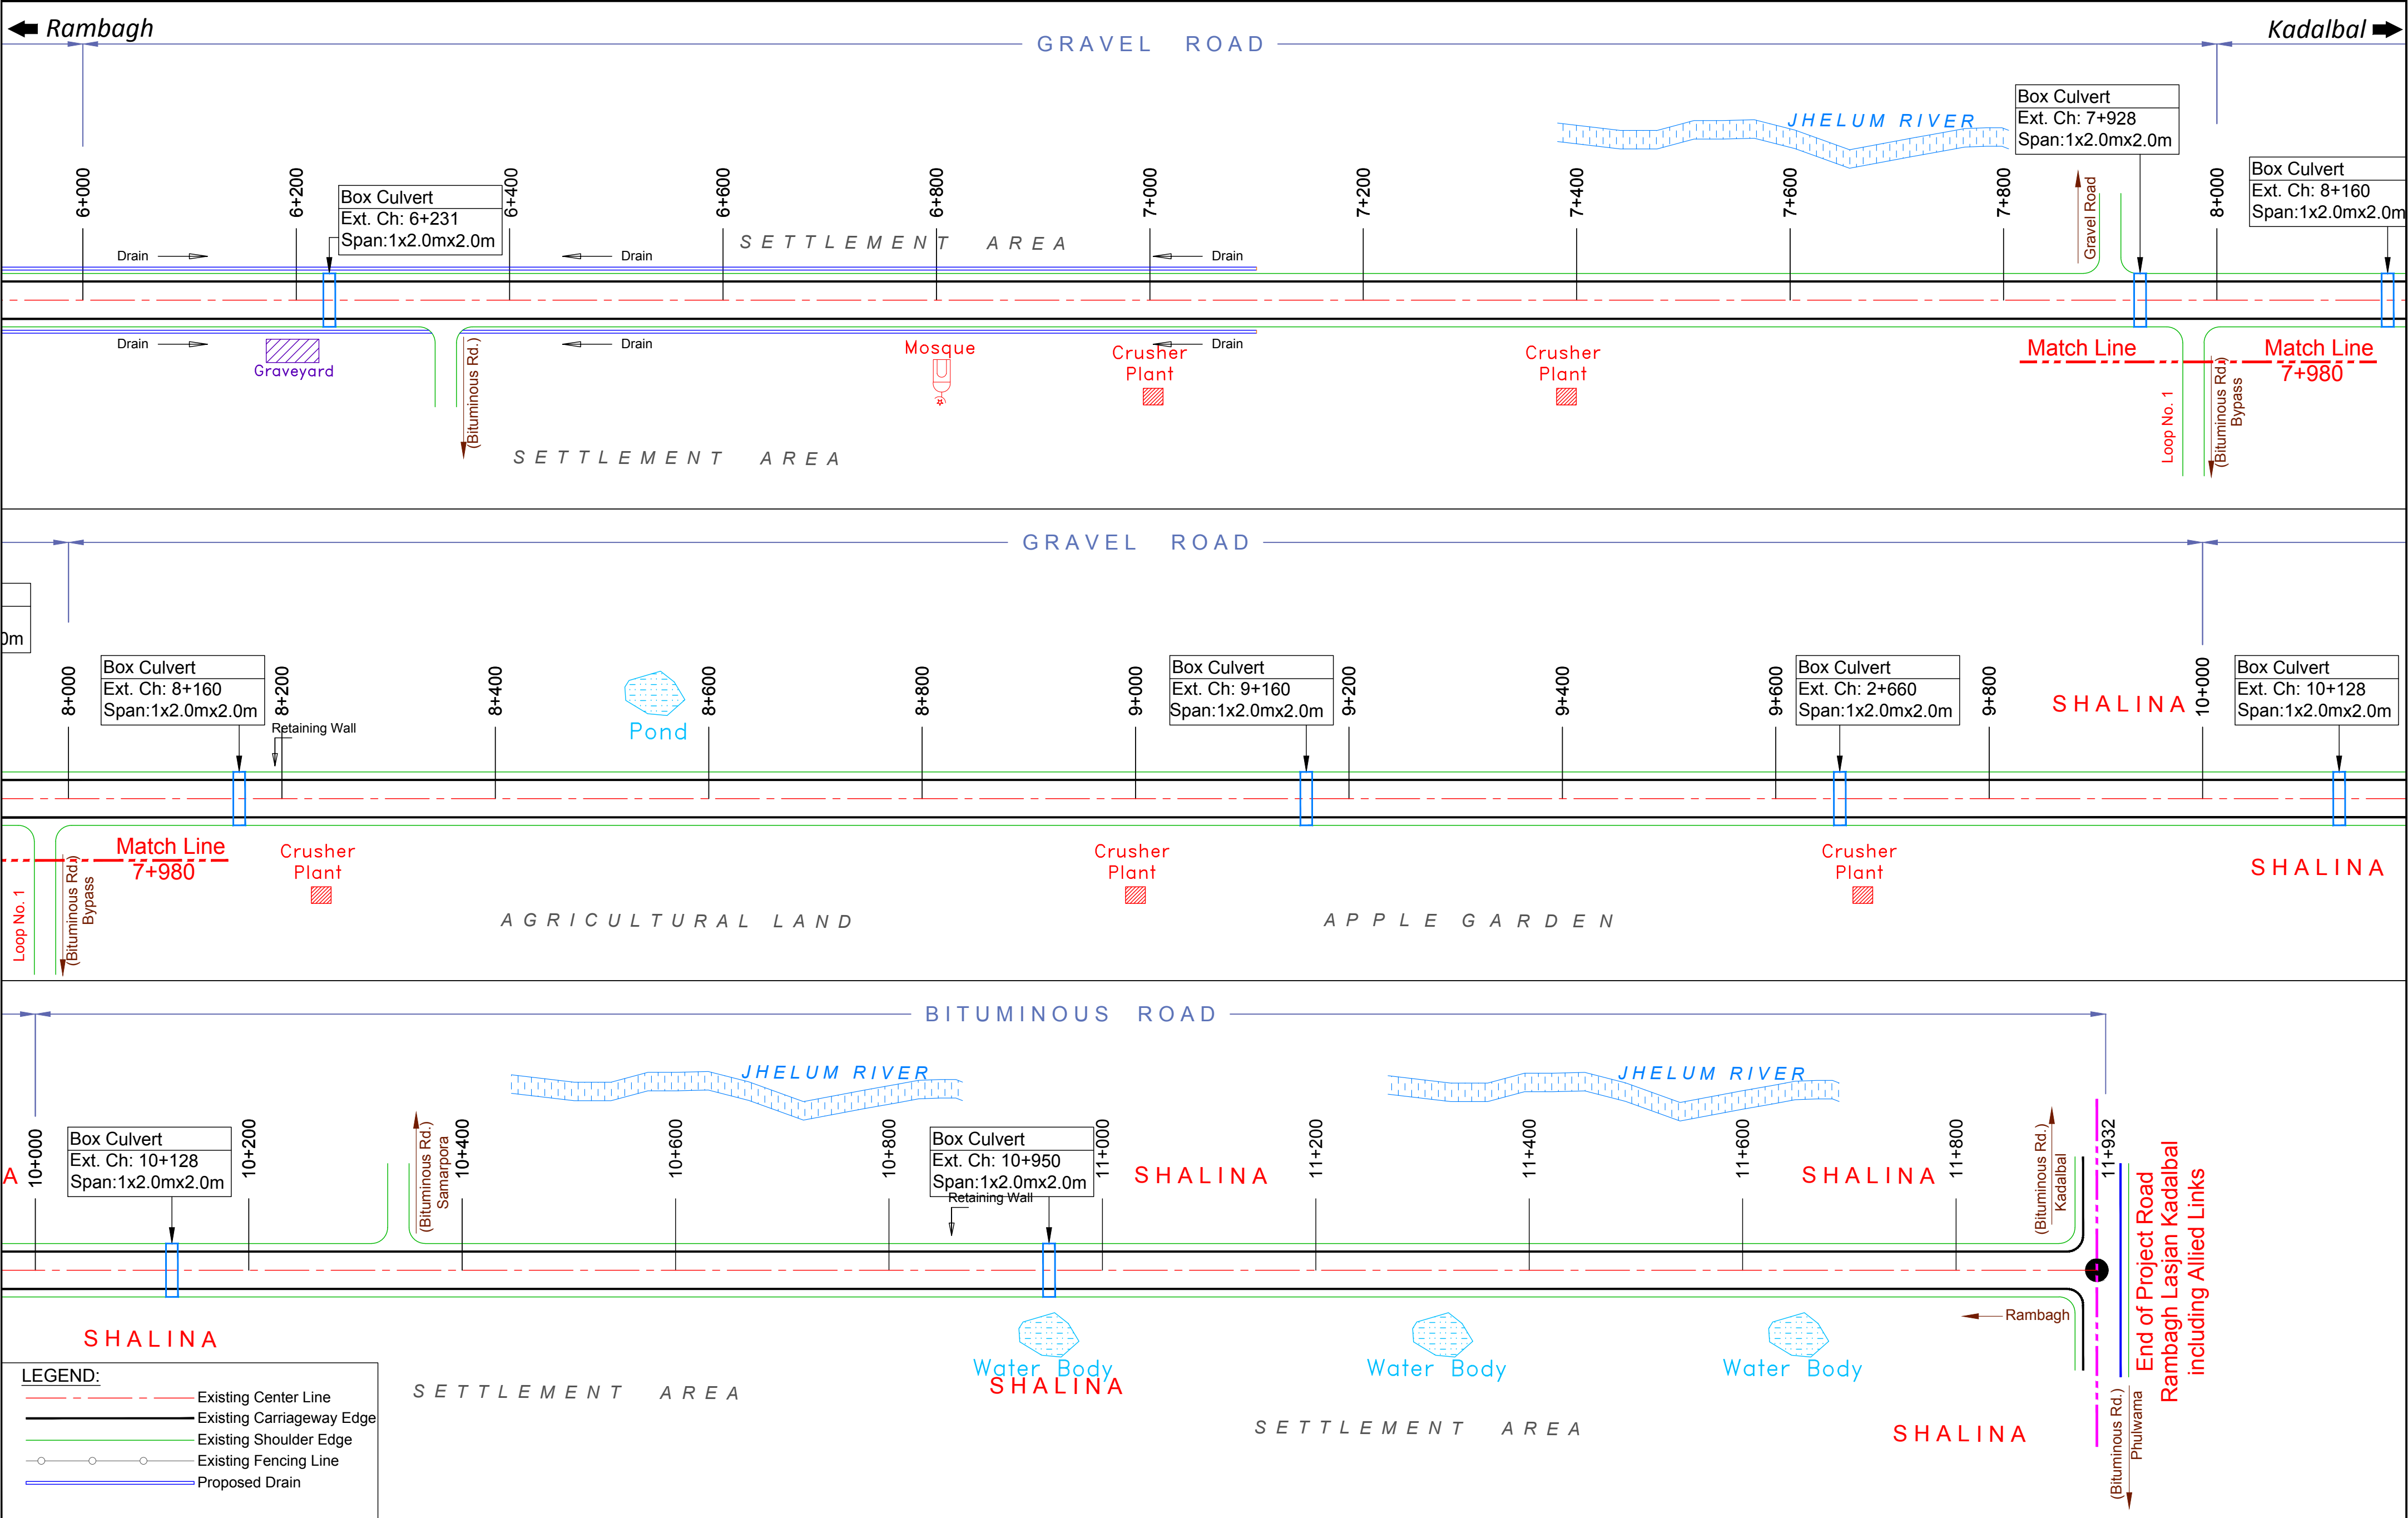 Rambagh
Kadalbal
GRAVEL ROAD
JHELUM RIVER
Box Culvert
Ext. Ch: 7+928
Span:1x2.0mx2.0m
Box Culvert
Ext. Ch: 8+160
Span:1x2.0mx2.0m
6+000
6+200
6+400
6+600
6+800
7+000
7+200
7+400
7+600
7+800
8+000
Box Culvert
Ext. Ch: 6+231
Span:1x2.0mx2.0m
Gravel Road
SETTLEMENT AREA
Drain
Drain
Drain
Drain
Drain
Drain
Graveyard
(Bituminous Rd.)
Mosque
Crusher
Plant
Crusher
Plant
Match Line
Match Line
7+980
Loop No. 1
(Bituminous Rd.)
Bypass
SETTLEMENT AREA
GRAVEL ROAD
0m
8+000
8+200
8+400
8+600
8+800
9+000
9+200
9+400
9+600
9+800
10+000
Box Culvert
Ext. Ch: 8+160
Span:1x2.0mx2.0m
Retaining Wall
Pond
Box Culvert
Ext. Ch: 9+160
Span:1x2.0mx2.0m
Box Culvert
Ext. Ch: 2+660
Span:1x2.0mx2.0m
SHALINA
Box Culvert
Ext. Ch: 10+128
Span:1x2.0mx2.0m
Match Line
7+980
Loop No. 1
(Bituminous Rd.)
Bypass
Crusher
Plant
Crusher
Plant
Crusher
Plant
SHALINA
AGRICULTURAL LAND
APPLE GARDEN
BITUMINOUS ROAD
JHELUM RIVER
JHELUM RIVER
A
10+000
10+200
10+400
10+600
10+800
11+000
11+200
11+400
11+600
11+800
11+932
Box Culvert
Ext. Ch: 10+128
Span:1x2.0mx2.0m
(Bituminous Rd.)
Samarpora
Box Culvert
Ext. Ch: 10+950
Span:1x2.0mx2.0m
Retaining Wall
SHALINA
SHALINA
(Bituminous Rd.)
Kadalbal
End of Project Road
Rambagh Lasjan Kadalbal
including Allied Links
Rambagh
SHALINA
Water Body
Water Body
Water Body
SHALINA
SETTLEMENT AREA
SETTLEMENT AREA
SHALINA
(Bituminous Rd.)
Phulwama
LEGEND:
Existing Center Line
Existing Carriageway Edge
Existing Shoulder Edge
Existing Fencing Line
Proposed Drain